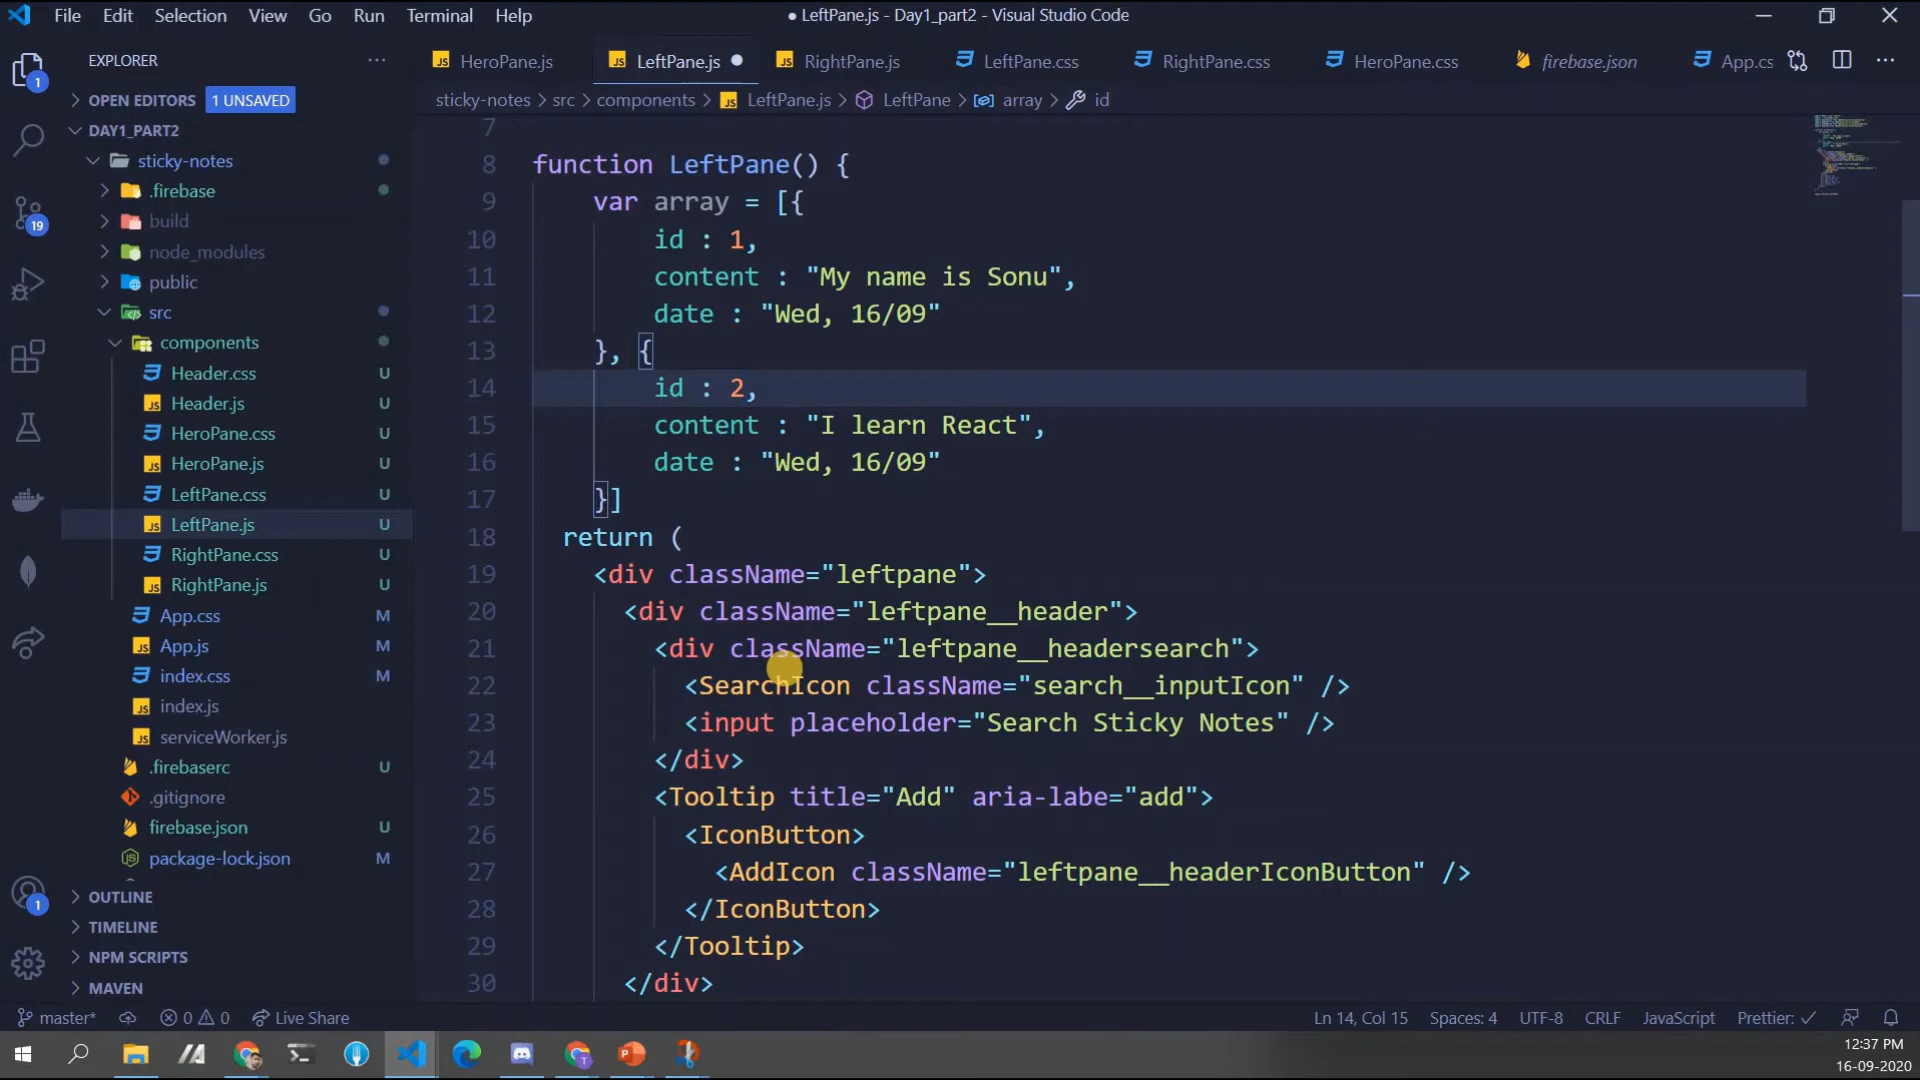 File Edit Selection View Go Run Terminal Help
● LeftPane.js - Day1_part2 - Visual Studio Code
EXPLORER
HeroPane.js
LeftPane.js
RightPane.js
LeftPane.css
RightPane.css
HeroPane.css
firebase.json
App.cs
1
OPEN EDITORS 1 UNSAVED
sticky-notes > src > components > LeftPane.js > LeftPane > array > id
DAY1_PART2
sticky-notes
.firebase
build
19
node_modules
public
src
components
Header.css U
Header.js U
HeroPane.css U
HeroPane.js U
LeftPane.css U
LeftPane.js U
RightPane.css U
RightPane.js U
App.css M
App.js M
index.css M
index.js
serviceWorker.js
.firebaserc U
.gitignore
firebase.json U
package-lock.json M
1
OUTLINE
TIMELINE
NPM SCRIPTS
MAVEN
7
8 function LeftPane() {
9 var array = [{
10 id : 1,
11 content : "My name is Sonu",
12 date : "Wed, 16/09"
13 }, {
14 id : 2,
15 content : "I learn React",
16 date : "Wed, 16/09"
17 }]
18 return (
19 <div className="leftpane">
20 <div className="leftpane__header">
21 <div className="leftpane__headersearch">
22 <SearchIcon className="search__inputIcon" />
23 <input placeholder="Search Sticky Notes" />
24 </div>
25 <Tooltip title="Add" aria-labe="add">
26 <IconButton>
27 <AddIcon className="leftpane__headerIconButton" />
28 </IconButton>
29 </Tooltip>
30 </div>
master* 0 0 Live Share
Ln 14, Col 15 Spaces: 4 UTF-8 CRLF JavaScript Prettier: ✓
12:37 PM
16-09-2020